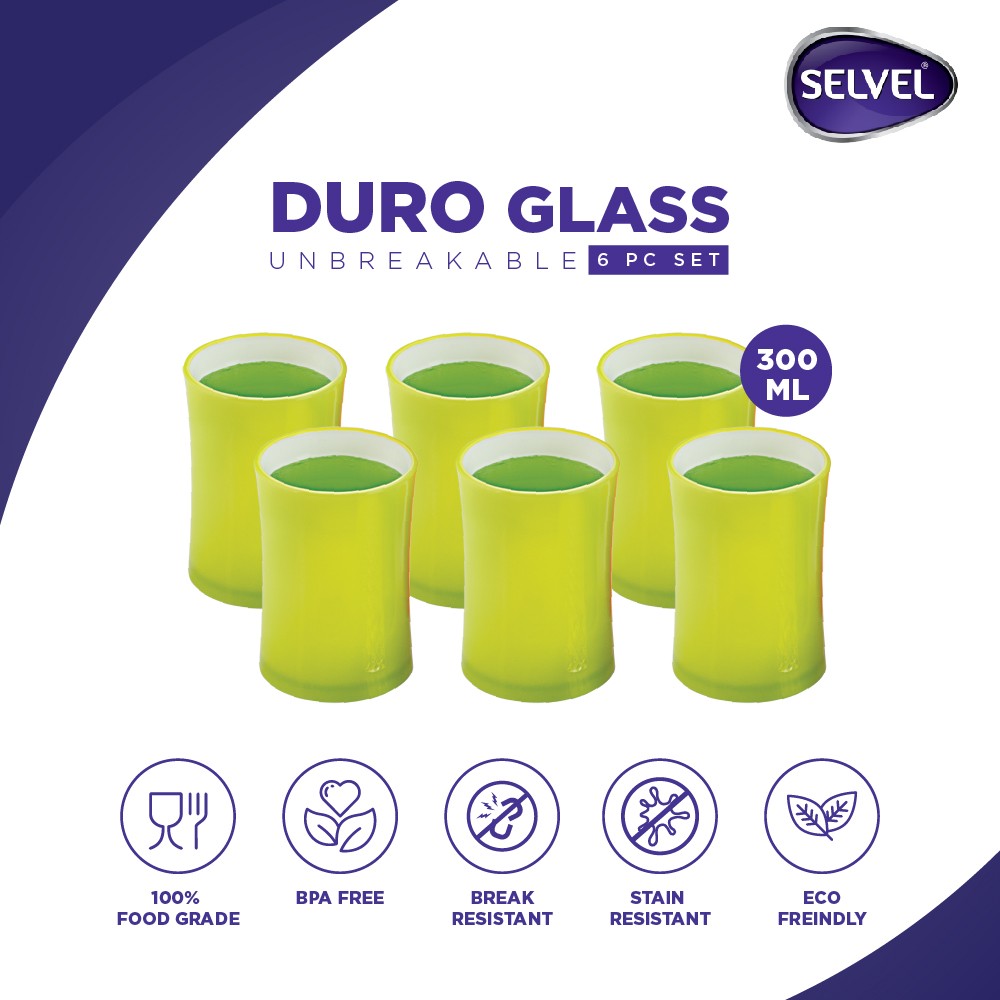 SELVEL®
DURO GLASS
UNBREAKABLE 6 PC SET
300
ML
100%
FOOD GRADE
BPA FREE
BREAK
RESISTANT
STAIN
RESISTANT
ECO
FREINDLY